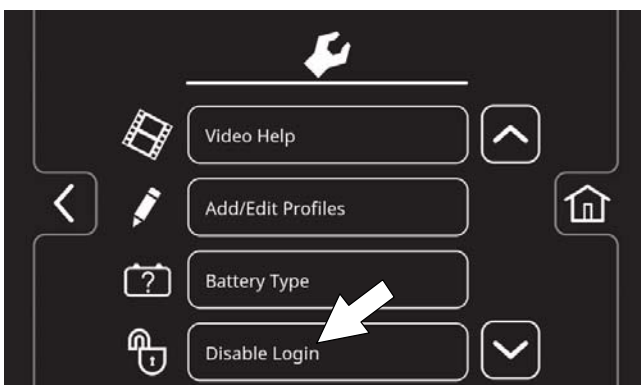 Video Help
Add/Edit Profiles
?
Battery Type
Disable Login